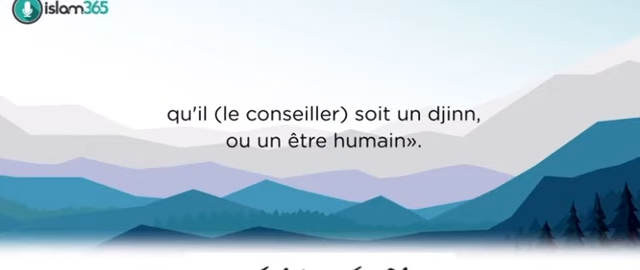 islam365
qu'il (le conseiller) soit un djinn,
ou un être humain».